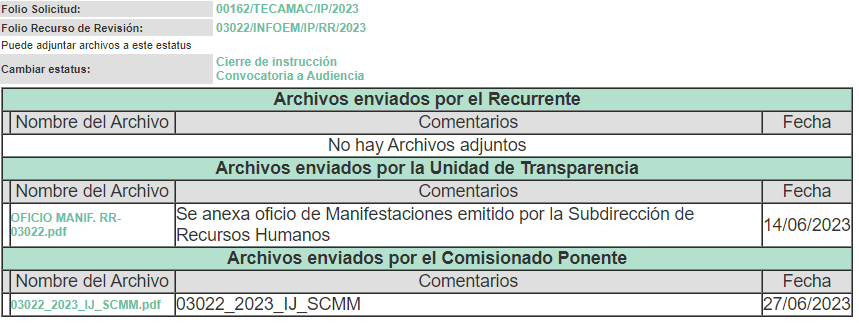 Folio Solicitud: 00162/TECAMAC/IP/2023
Folio Recurso de Revisión: 03022/INFOEM/IP/RR/2023
Puede adjuntar archivos a este estatus
Cambiar estatus: Cierre de instrucción
Convocatoria a Audiencia
Archivos enviados por el Recurrente
Nombre del Archivo Comentarios Fecha
No hay Archivos adjuntos
Archivos enviados por la Unidad de Transparencia
Nombre del Archivo Comentarios Fecha
OFICIO MANIF. RR-03022.pdf Se anexa oficio de Manifestaciones emitido por la Subdirección de Recursos Humanos 14/06/2023
Archivos enviados por el Comisionado Ponente
Nombre del Archivo Comentarios Fecha
03022_2023_IJ_SCMM.pdf 03022_2023_IJ_SCMM 27/06/2023